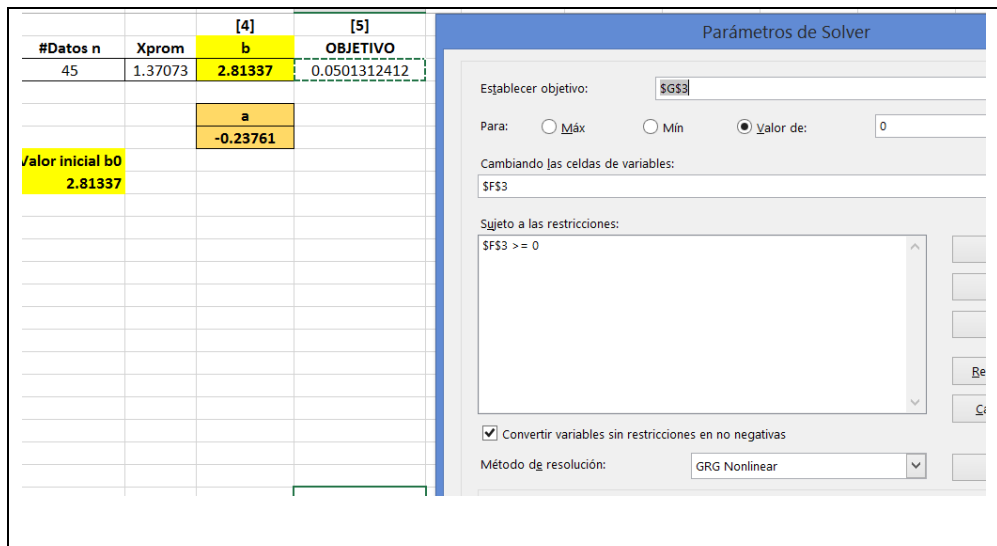 [4] [5]
#Datos n Xprom b OBJETIVO
45 1.37073 2.81337 0.0501312412
a
-0.23761
Valor inicial b0
2.81337
Parámetros de Solver
Establecer objetivo: $G$3
Para: Máx Mín Valor de: 0
Cambiando las celdas de variables:
$F$3
Sujeto a las restricciones:
$F$3 >= 0
Convertir variables sin restricciones en no negativas
Método de resolución: GRG Nonlinear